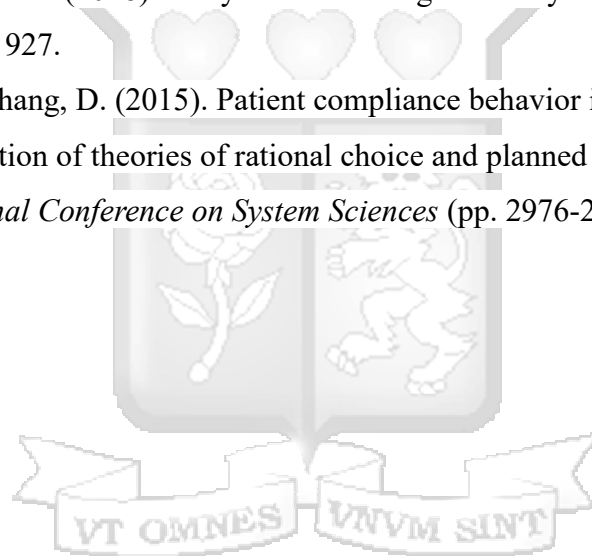 927.
hang, D. (2015). Patient compliance behavior i
tion of theories of rational choice and planned
nal Conference on System Sciences (pp. 2976-2
VT OMNES VNVM SINT